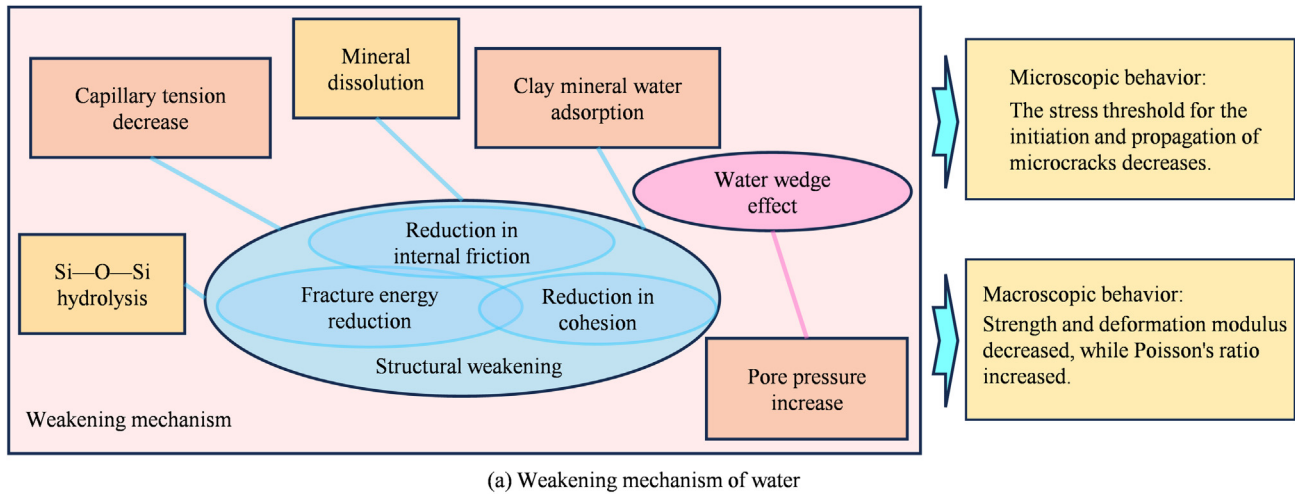 Capillary tension
decrease
Mineral
dissolution
Clay mineral water
adsorption
Water wedge
effect
Si—O—Si
hydrolysis
Reduction in
internal friction
Fracture energy
reduction
Reduction in
cohesion
Structural weakening
Pore pressure
increase
Weakening mechanism
Microscopic behavior:
The stress threshold for the
initiation and propagation of
microcracks decreases.
Macroscopic behavior:
Strength and deformation modulus
decreased, while Poisson's ratio
increased.
(a) Weakening mechanism of water